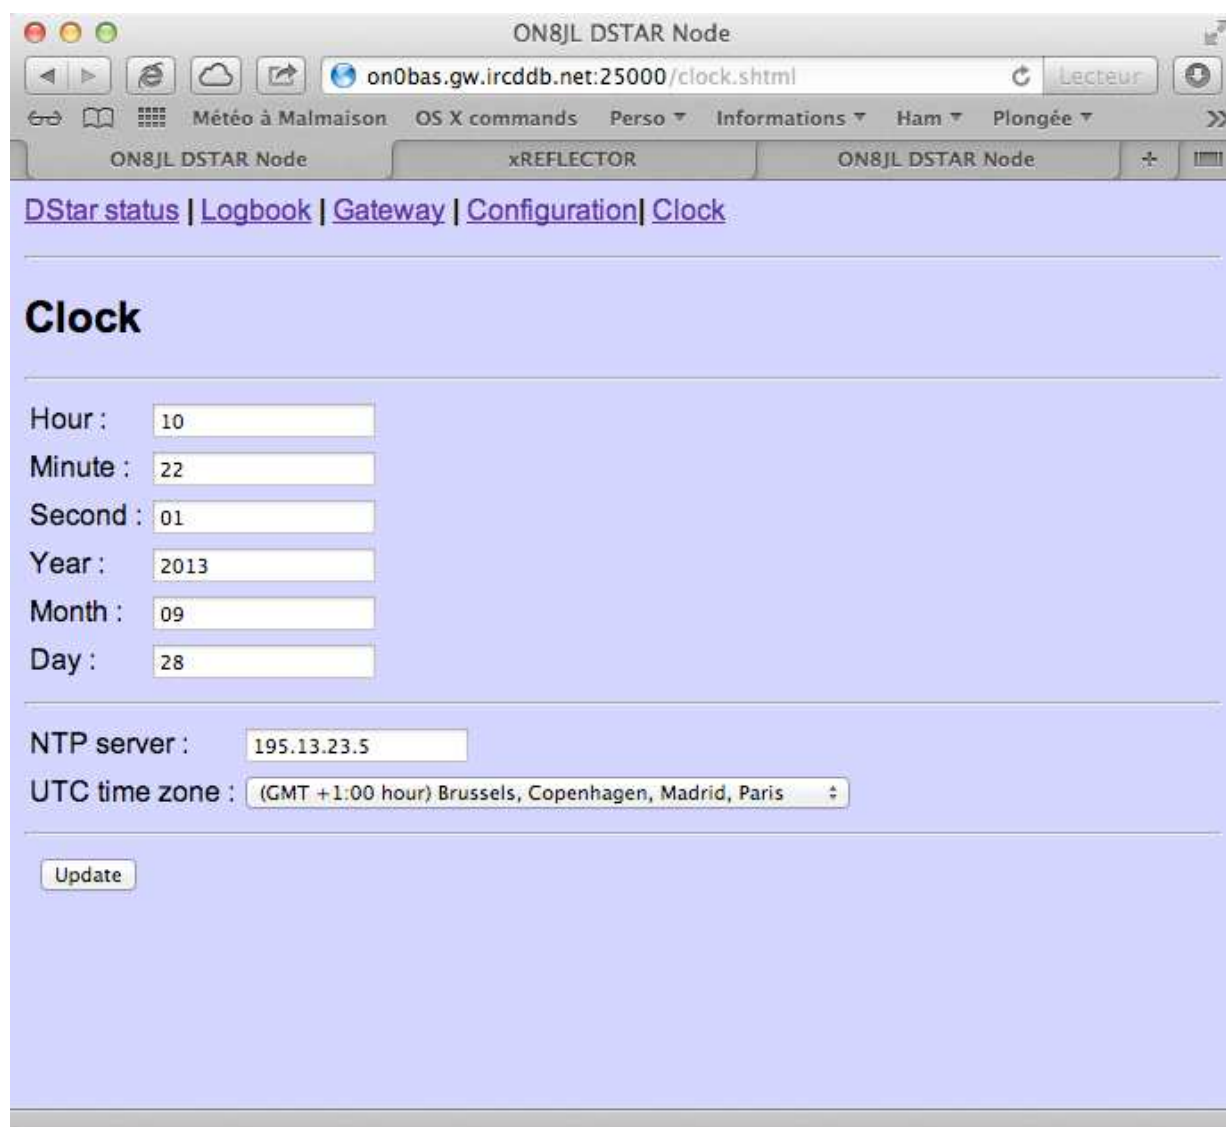 ON8JL DSTAR Node
on0bas.gw.ircddb.net:25000/clock.shtml Lecteur
Météo à Malmaison OS X commands Perso Informations Ham Plongée
ON8JL DSTAR Node xREFLECTOR ON8JL DSTAR Node
DStar status | Logbook | Gateway | Configuration| Clock
Clock
Hour : 10
Minute : 22
Second : 01
Year : 2013
Month : 09
Day : 28
NTP server : 195.13.23.5
UTC time zone : (GMT +1:00 hour) Brussels, Copenhagen, Madrid, Paris
Update